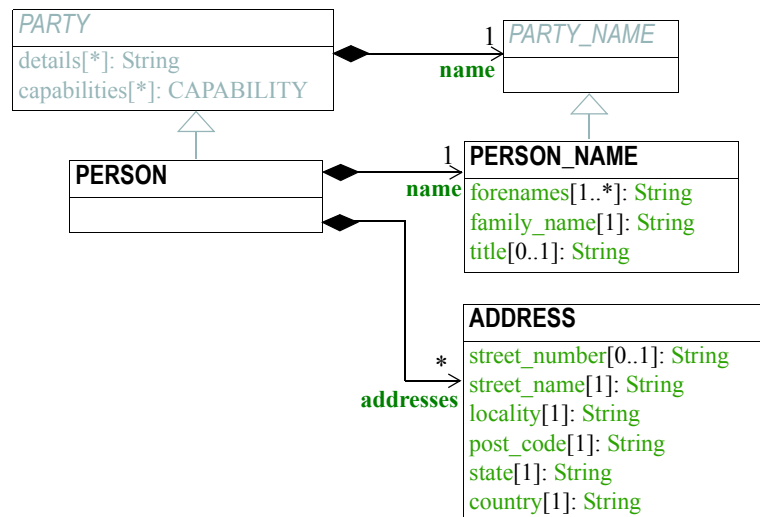 PARTY
details[*]: String
capabilities[*]: CAPABILITY
1
name
PARTY_NAME
PERSON
1
name
PERSON_NAME
forenames[1..*]: String
family_name[1]: String
title[0..1]: String
*
addresses
ADDRESS
street_number[0..1]: String
street_name[1]: String
locality[1]: String
post_code[1]: String
state[1]: String
country[1]: String